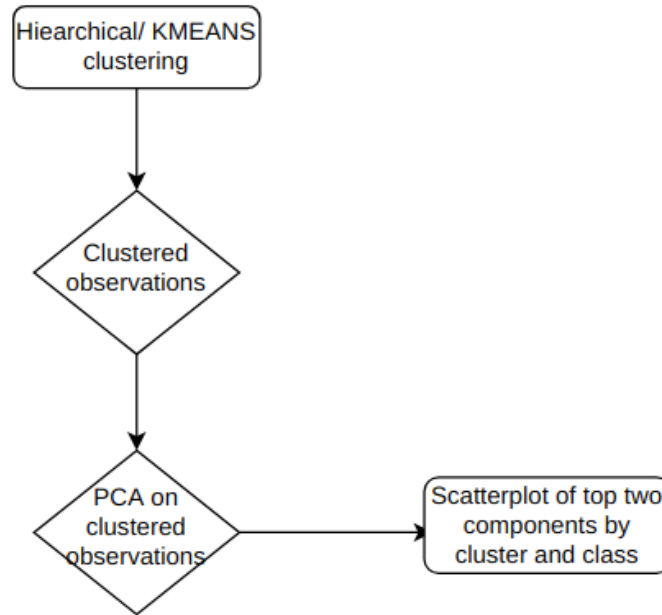 Hiearchical/ KMEANS
clustering
Clustered
observations
PCA on
clustered
observations
Scatterplot of top two
components by
cluster and class